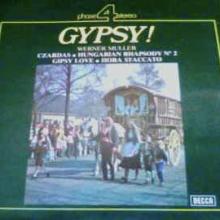 phase 4 stereo
GYPSY!
WERNER MULLER
CZARDAS • HUNGARIAN RHAPSODY Nº 2
GIPSY LOVE • HORA STACCATO
DECCA